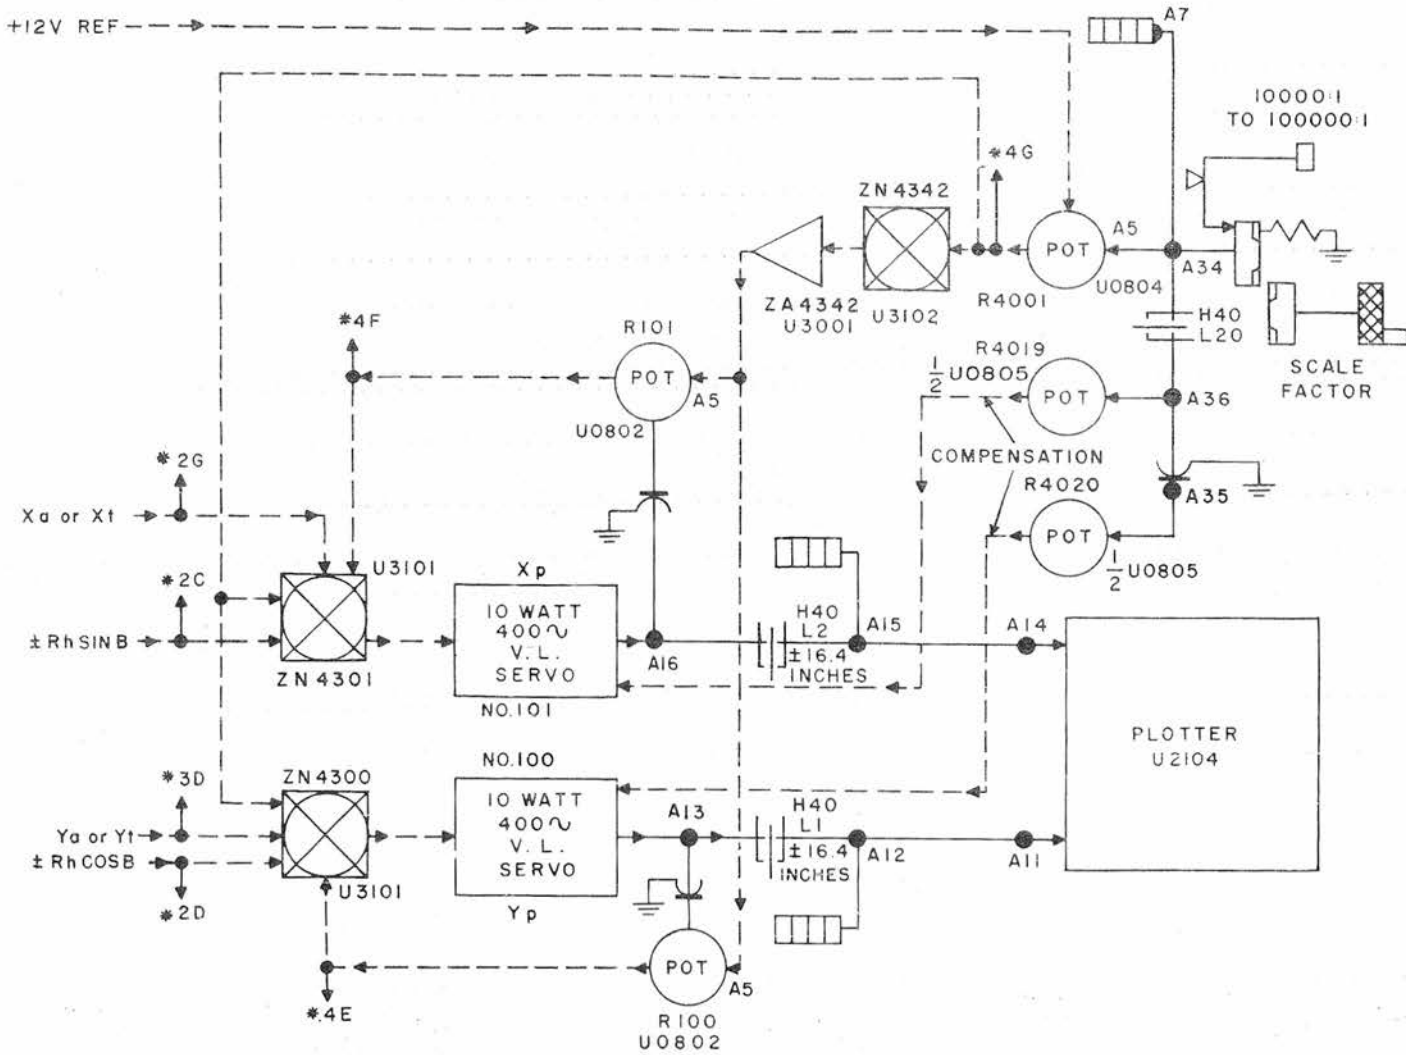 +12V REF
A7
10000:1
TO 100000:1
*4G
ZN 4342
POT
A5
A34
R4001
U0804
ZA 4342
U3001
U3102
H40
L20
SCALE
FACTOR
*4F
R101
POT
A5
U0802
R4019
1/2 U0805
POT
A36
COMPENSATION
R4020
A35
POT
1/2 U0805
*2G
Xa or Xt
*2C
± Rh SIN B
U3101
ZN 4301
Xp
10 WATT
400~
V.L.
SERVO
NO.101
A16
H40
L2
±16.4
INCHES
A15
A14
PLOTTER
U2104
*3D
Ya or Yt
± Rh COS B
*2D
ZN 4300
U3101
NO.100
10 WATT
400~
V. L.
SERVO
Yp
A13
H40
L1
±16.4
INCHES
A12
A11
*.4E
POT
A5
R100
U0802